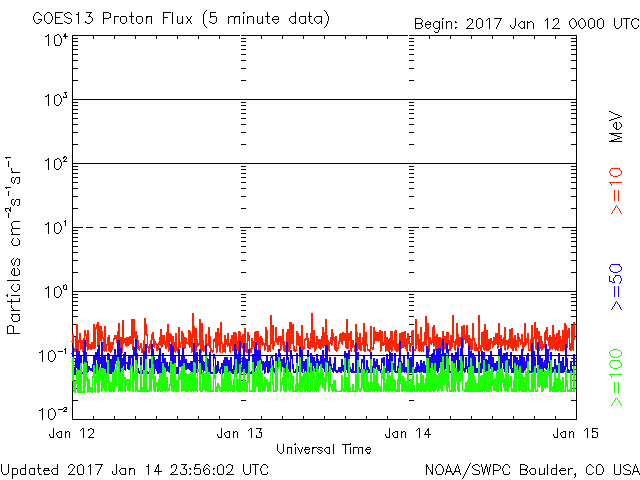 GOES13 Proton Flux (5 minute data)
Begin: 2017 Jan 12 0000 UTC
10⁴
10³
10²
10¹
10⁰
10⁻¹
10⁻²
Particles cm⁻²s⁻¹sr⁻¹
MeV
>=10
>=50
>=100
Jan 12
Jan 13
Jan 14
Jan 15
Universal Time
Updated 2017 Jan 14 23:56:02 UTC
NOAA/SWPC Boulder, CO USA